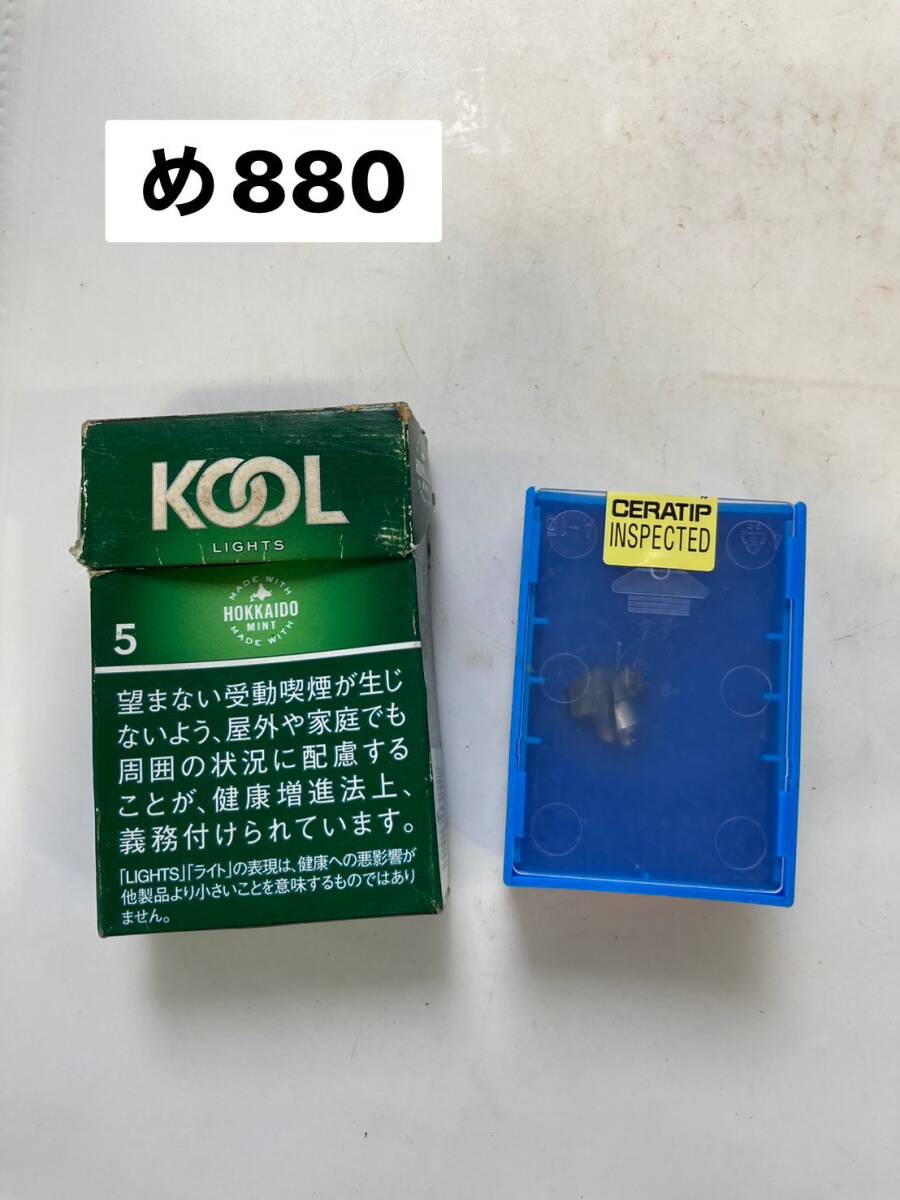 め880
KOOL
LIGHTS
MADE WITH
HOKKAIDO
MINT
MADE WITH
5
望まない受動喫煙が生じ
ないよう、屋外や家庭でも
周囲の状況に配慮する
ことが、健康増進法上、
義務付けられています。
「LIGHTS」「ライト」の表現は、健康への悪影響が
他製品より小さいことを意味するものではあり
ません。
CERATIP
INSPECTED